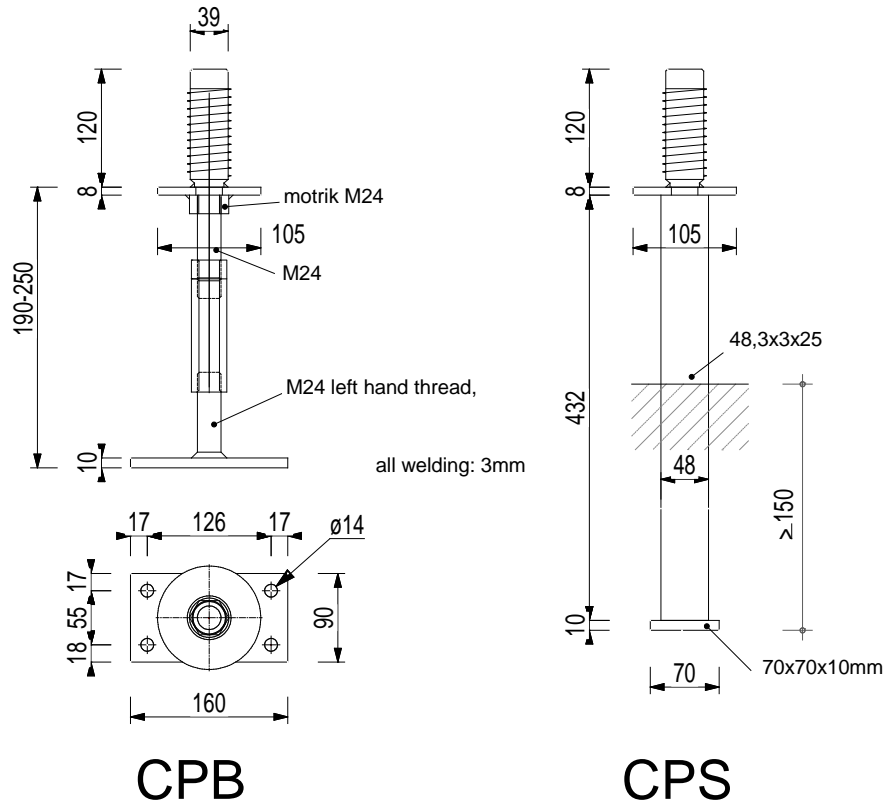 39
120
8
motrik M24
105
M24
190-250
M24 left hand thread,
10
all welding: 3mm
17
126
17
ø14
17
55
18
90
160
CPB
120
8
105
48,3x3x25
432
48
≥150
10
70
70x70x10mm
CPS